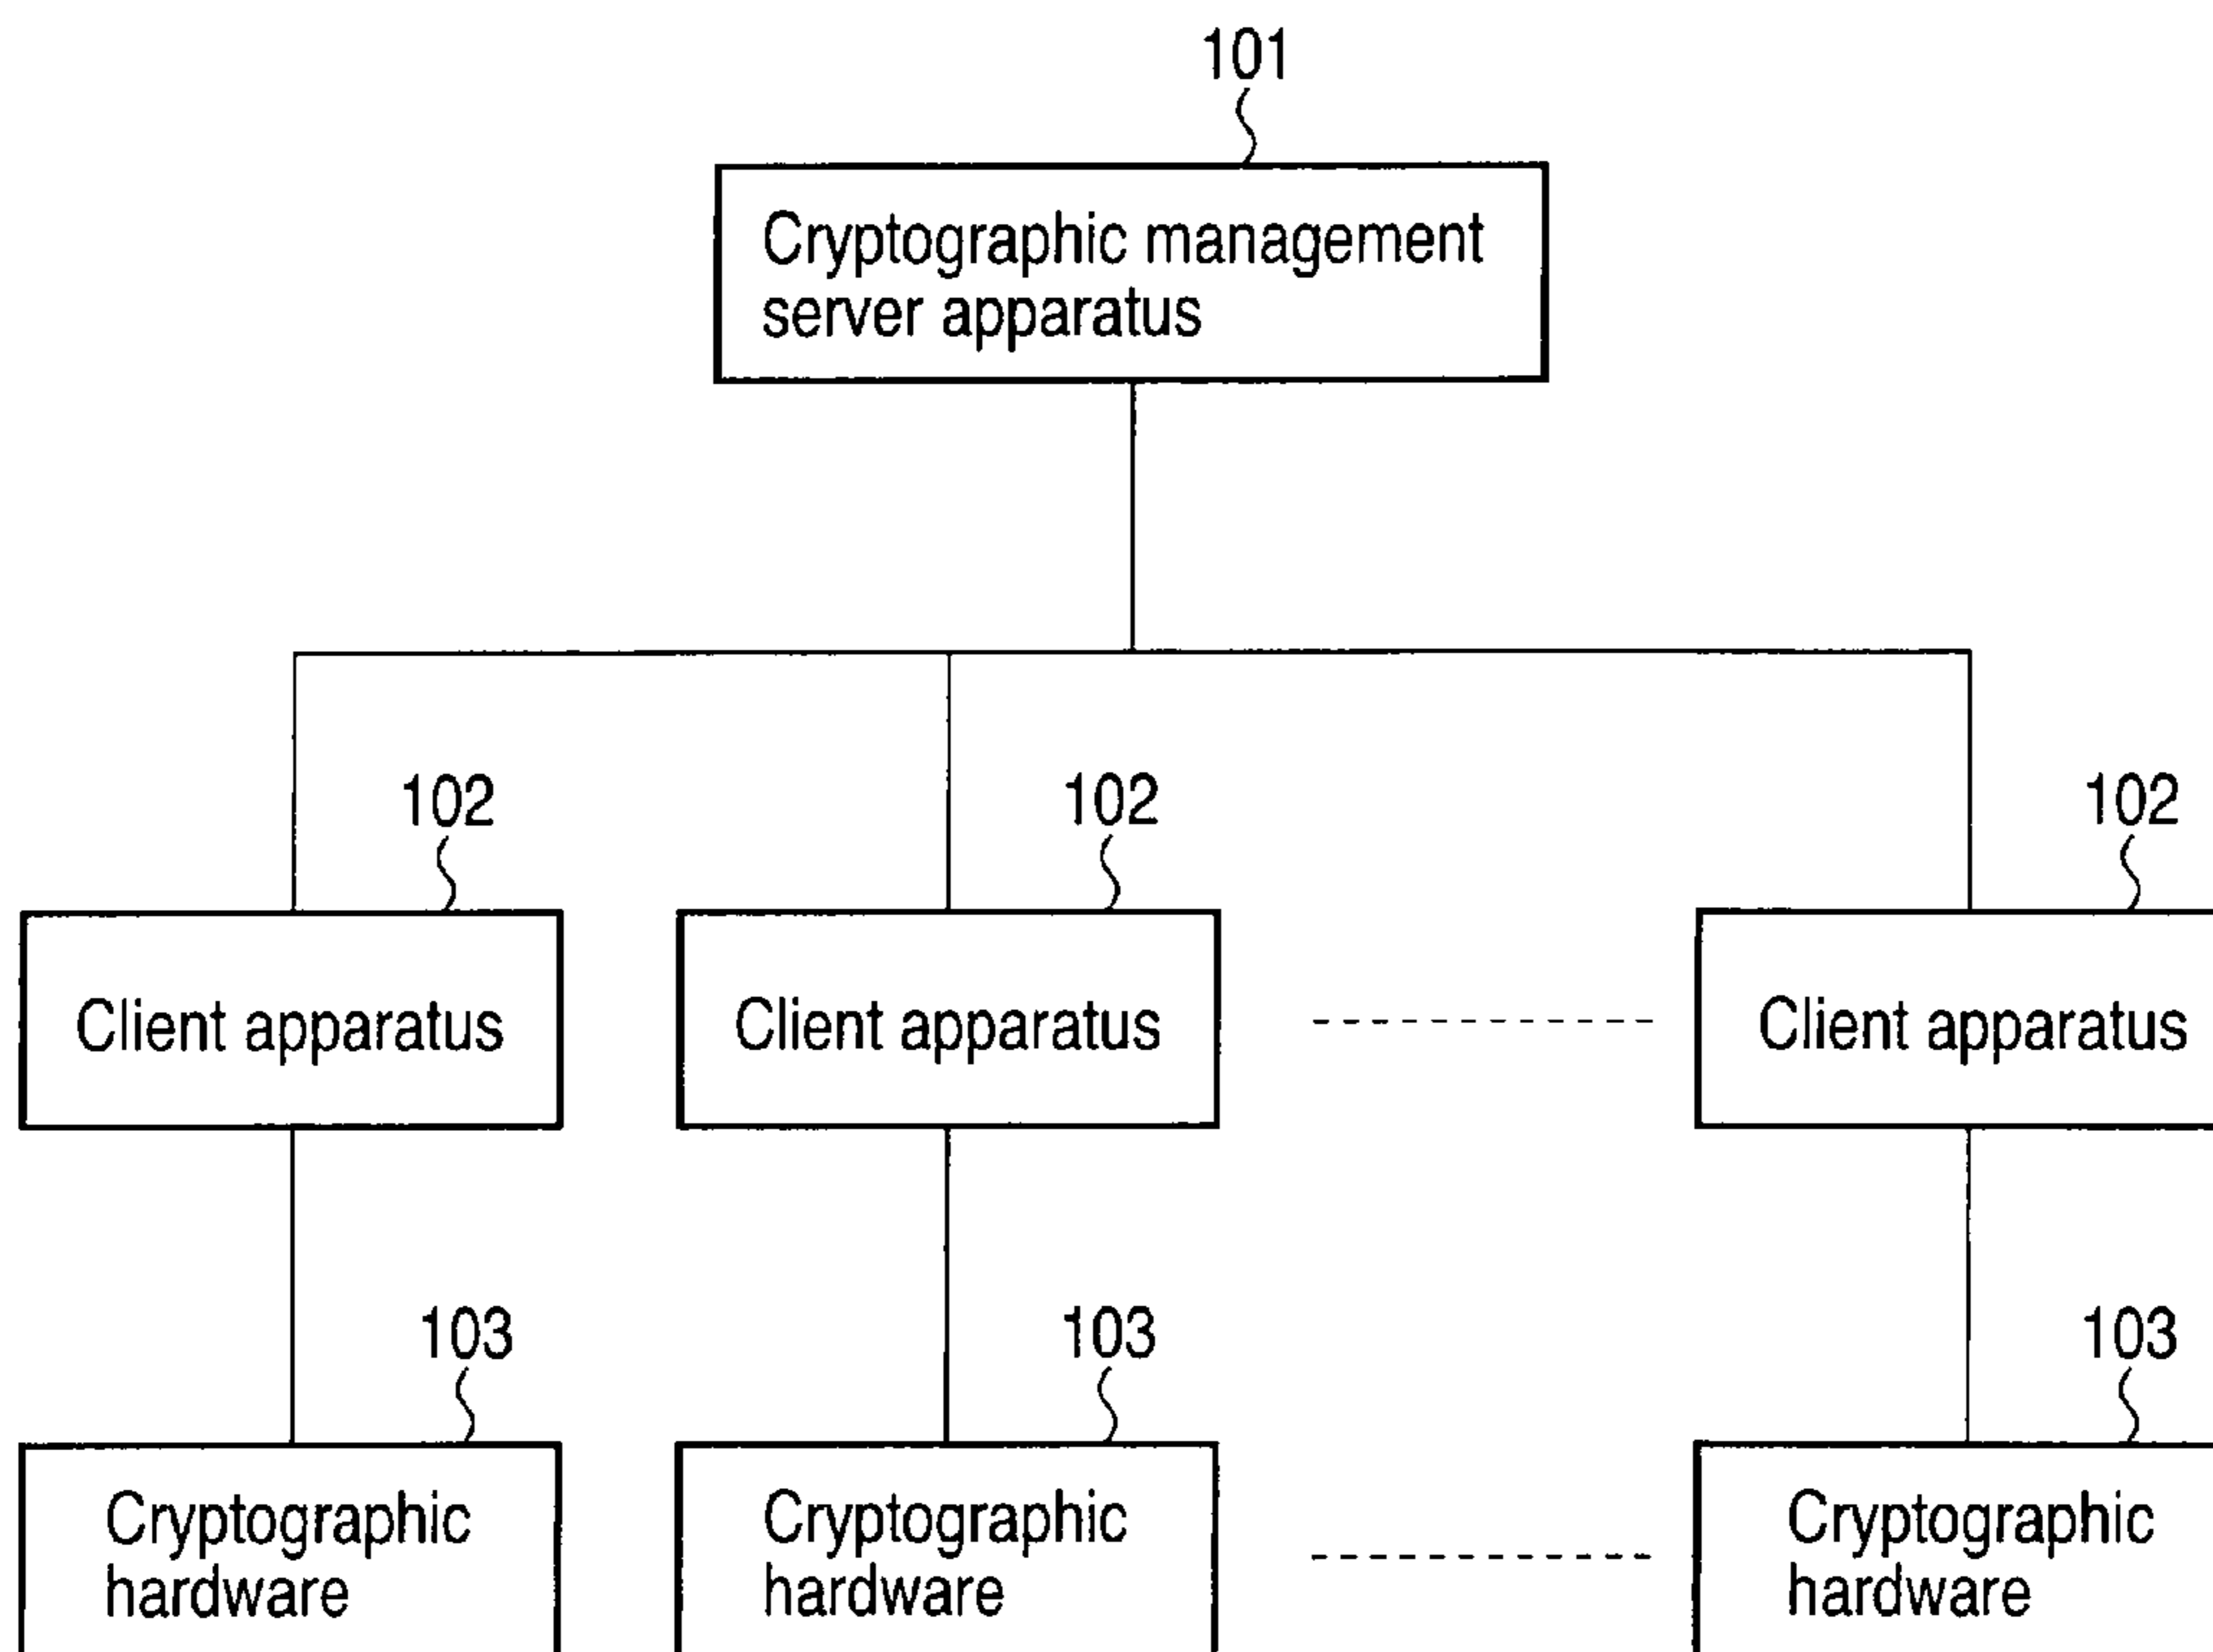 101
Cryptographic management
server apparatus
102
102
102
Client apparatus
Client apparatus
Client apparatus
103
103
103
Cryptographic
hardware
Cryptographic
hardware
Cryptographic
hardware